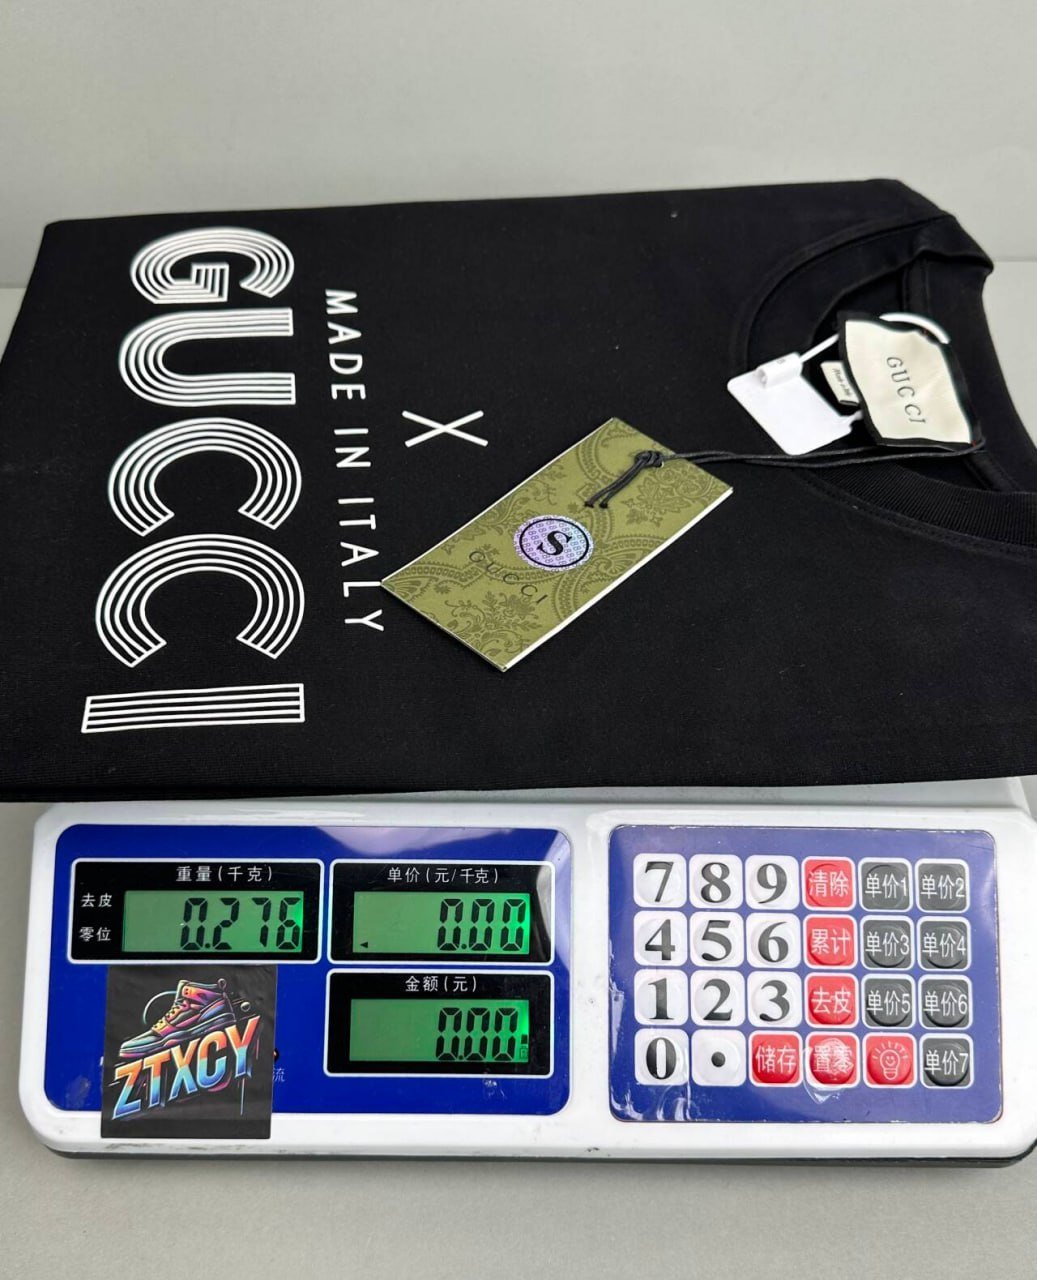 GUCCI
MADE IN ITALY
X
GUCCI
S
GUCCI
重量(千克)
去皮
零位
0.276
单价(元/千克)
0.00
金额(元)
0.00
ZTXCY
流
7 8 9 清除 单价1 单价2
4 5 6 累计 单价3 单价4
1 2 3 去皮 单价5 单价6
0 . 储存 置零 单价7